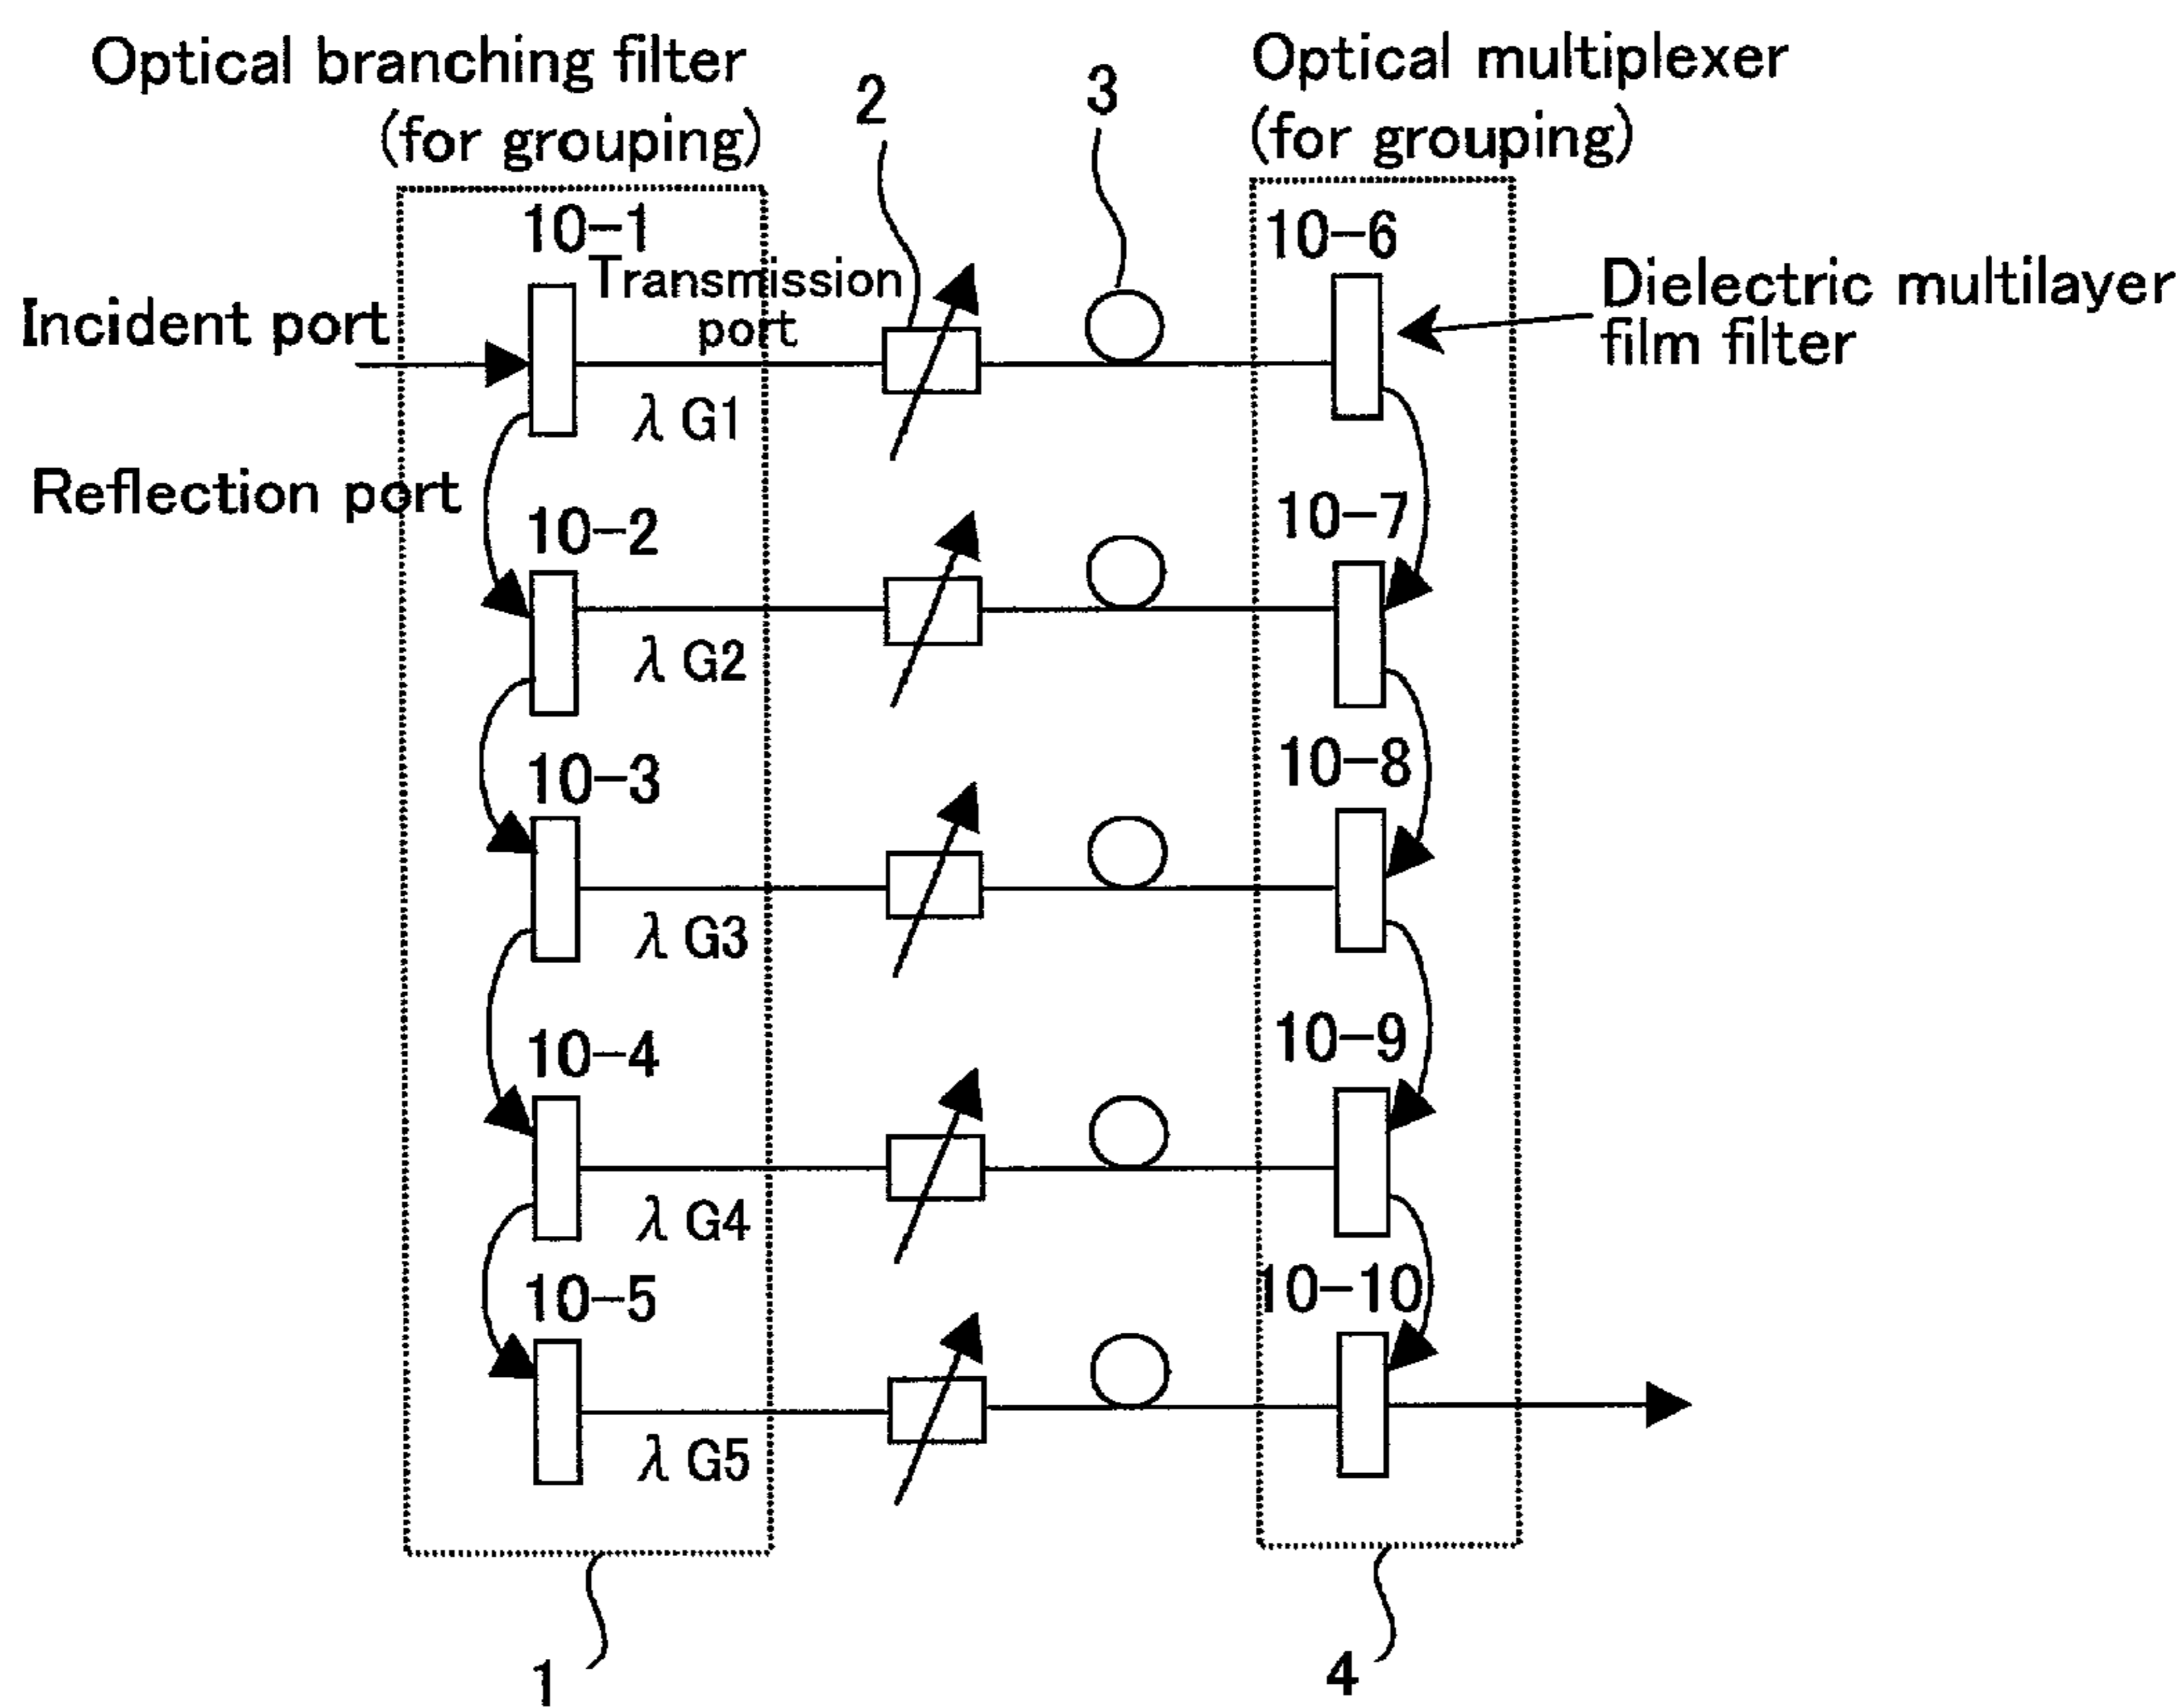 Optical branching filter
(for grouping)
2
3
Optical multiplexer
(for grouping)
10-1
10-6
Transmission
port
Incident port
Dielectric multilayer
film filter
λ G1
Reflection port
10-2
10-7
λ G2
10-3
10-8
λ G3
10-4
10-9
λ G4
10-5
10-10
λ G5
1
4